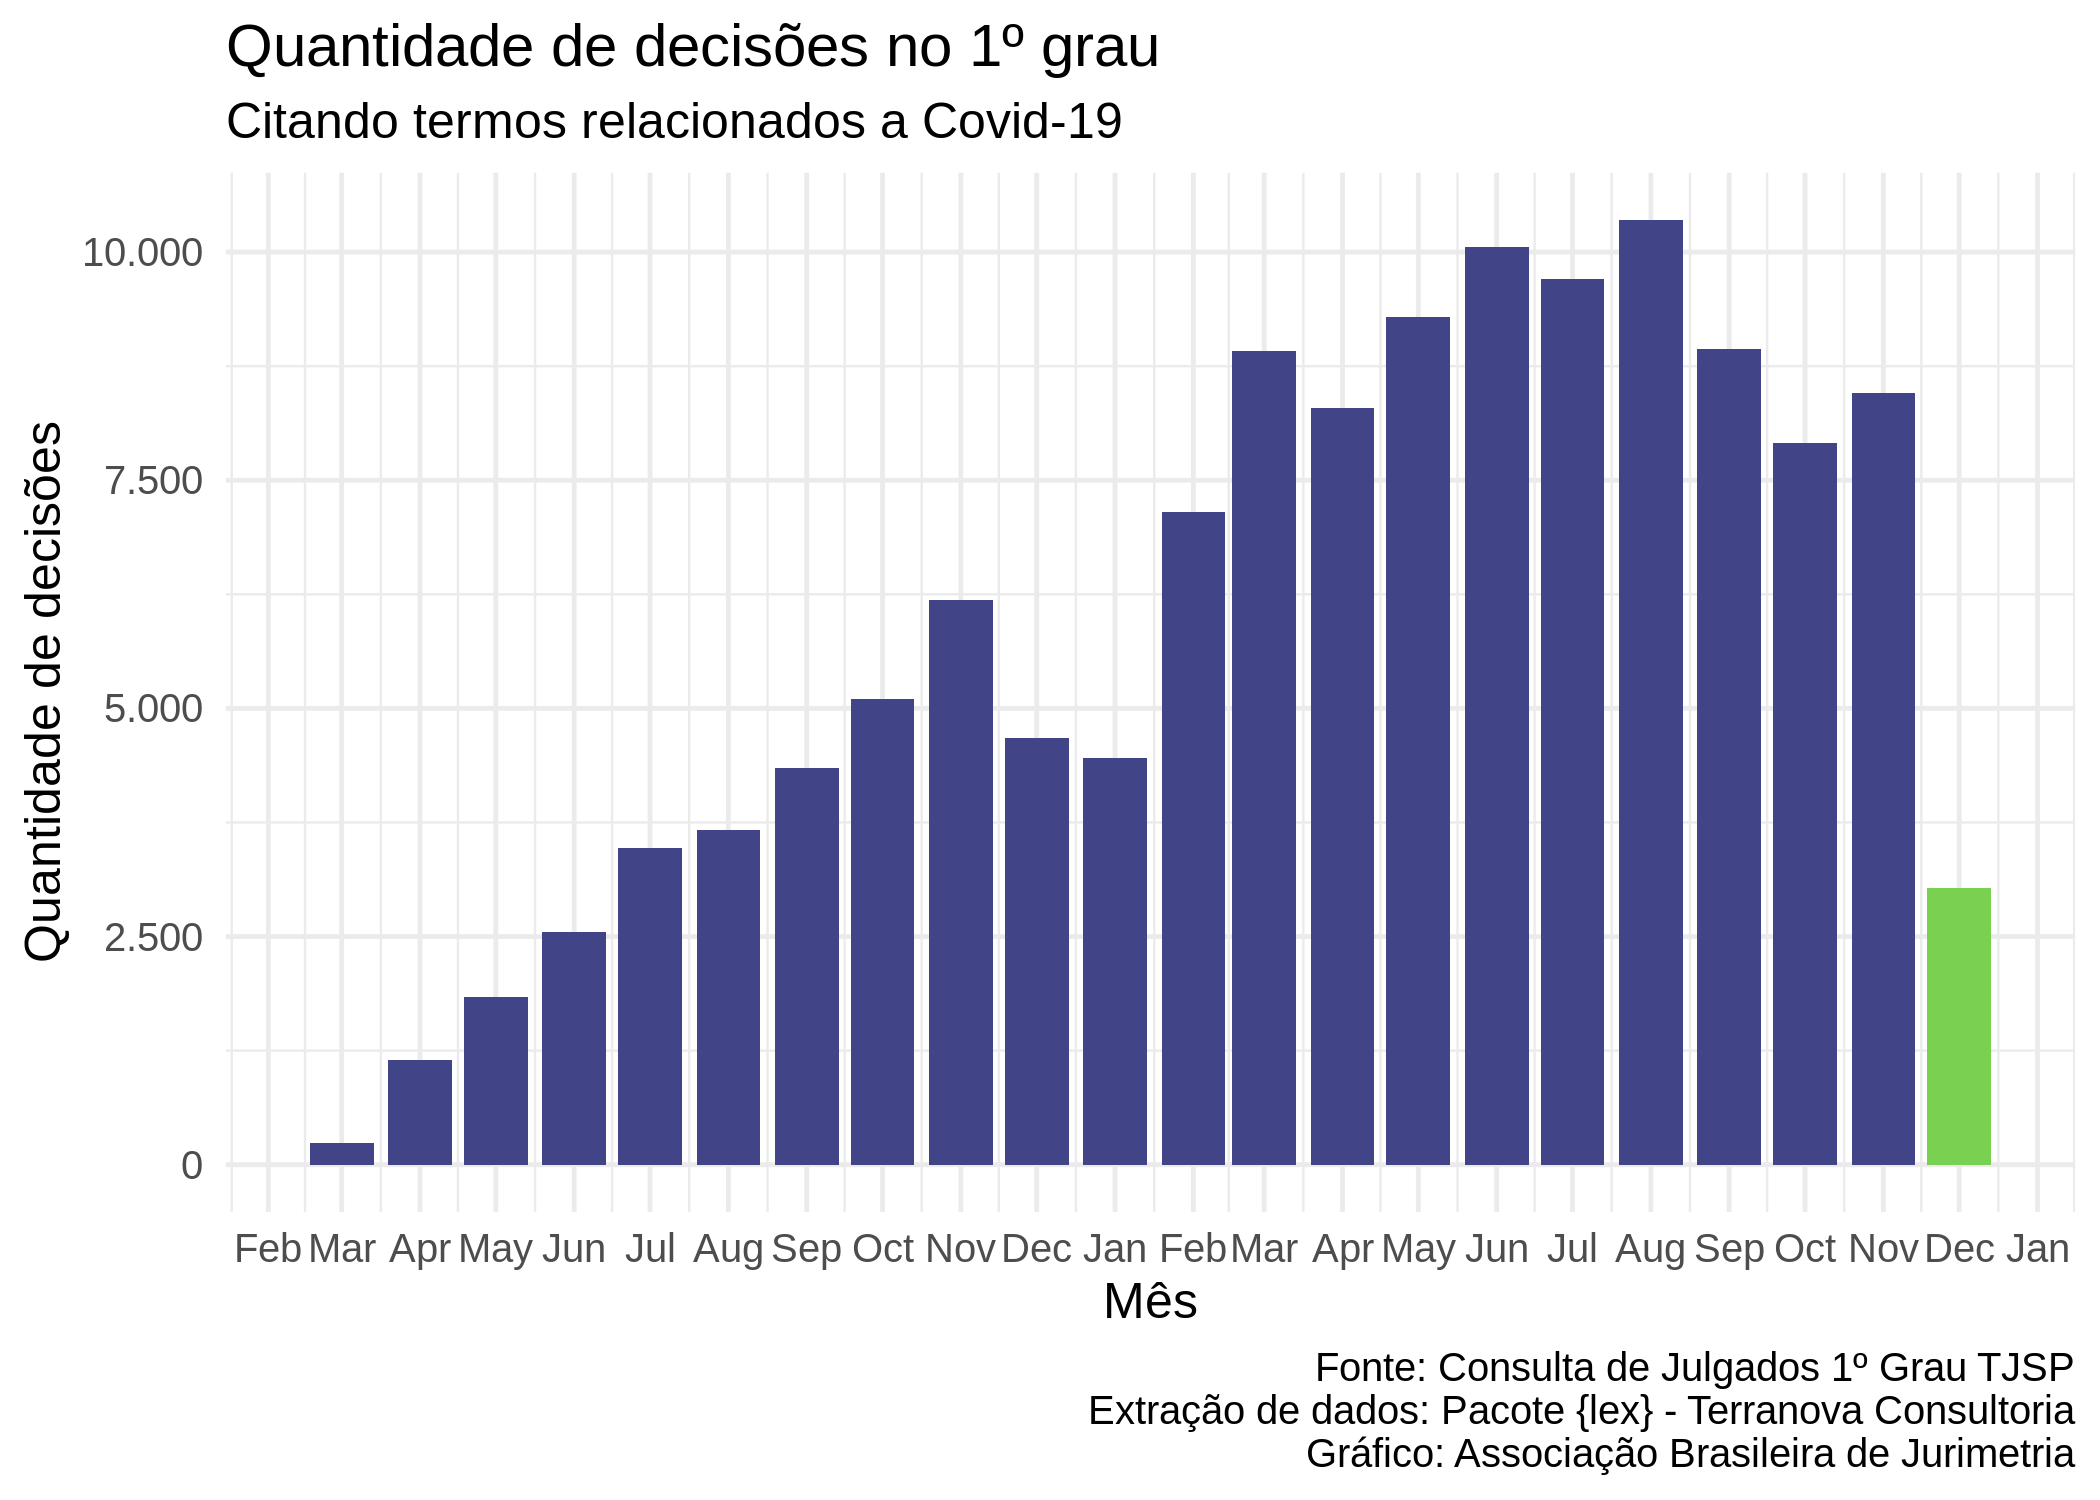 Quantidade de decisões no 1º grau
Citando termos relacionados a Covid-19
Quantidade de decisões
10.000
7.500
5.000
2.500
0
Feb Mar Apr May Jun Jul Aug Sep Oct Nov Dec Jan Feb Mar Apr May Jun Jul Aug Sep Oct Nov Dec Jan
Mês
Fonte: Consulta de Julgados 1º Grau TJSP
Extração de dados: Pacote {lex} - Terranova Consultoria
Gráfico: Associação Brasileira de Jurimetria